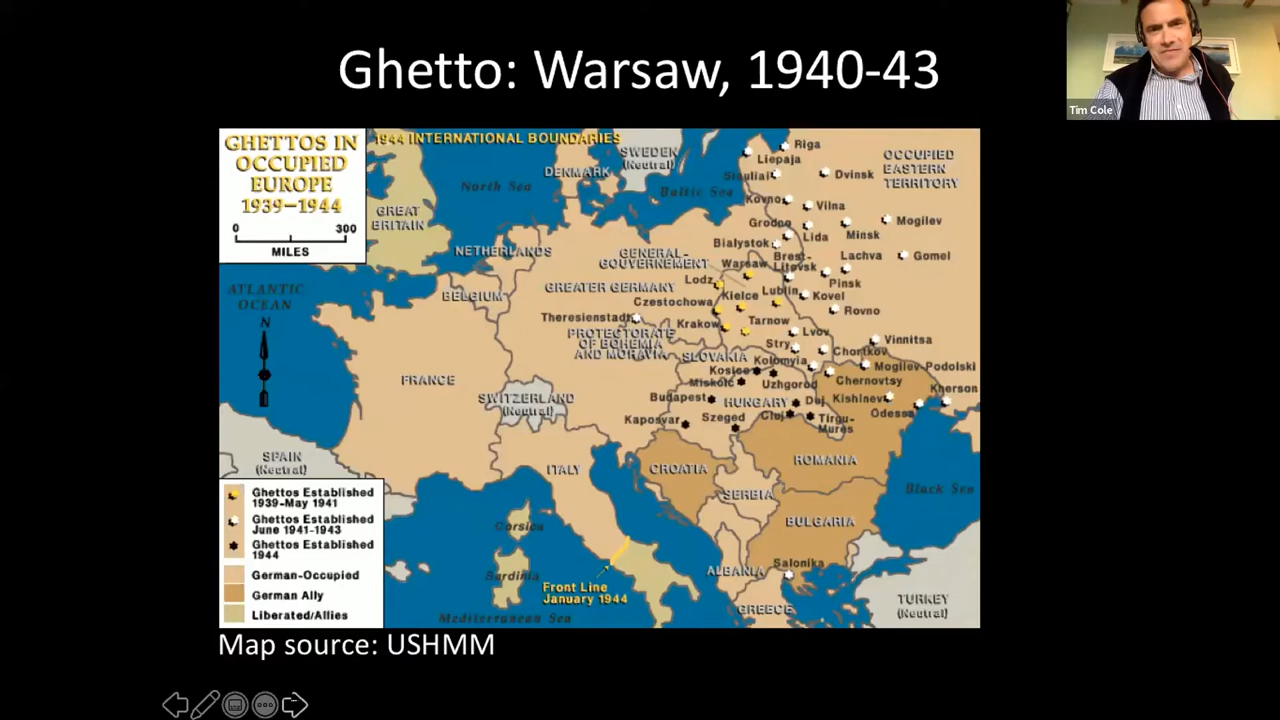 Ghetto: Warsaw, 1940-43
Tim Cole
GHETTOS IN
OCCUPIED
EUROPE
1939–1944
0 300
MILES
1944 INTERNATIONAL BOUNDARIES
SWEDEN
(Neutral)
DENMARK
North Sea
Baltic Sea
GREAT
BRITAIN
NETHERLANDS
BELGIUM
ATLANTIC
OCEAN
N
Riga
Liepaja
Siauliai
Dvinsk
OCCUPIED
EASTERN
TERRITORY
Kovno
Vilna
Grodno
Lida
Minsk
Mogilev
Bialystok
GENERAL-
GOUVERNEMENT
Warsaw
Brest-
Litovsk
Lachva
Gomel
Pinsk
GREATER GERMANY
Lodz
Kielce
Lublin
Kovel
Czestochowa
Rovno
Theresienstadt
Krakow
Tarnow
Lvov
PROTECTORATE
OF BOHEMIA
AND MORAVIA
Stry
Vinnitsa
SLOVAKIA
Kolomyia
Chortkov
Mogilev Podolski
Kosice
Miskolc
Uzhgorod
Chernovtsy
Kherson
FRANCE
SWITZERLAND
(Neutral)
Budapest
HUNGARY
Dej
Kishinev
Odessa
Kaposvar
Szeged
Cluj
Tirgu-
Mures
SPAIN
(Neutral)
ITALY
CROATIA
ROMANIA
SERBIA
Black Sea
BULGARIA
Corsica
Sardinia
ALBANIA
Salonika
Front Line
January 1944
GREECE
TURKEY
(Neutral)
Mediterranean Sea
Ghettos Established
1939-May 1941
Ghettos Established
June 1941-1943
Ghettos Established
1944
German-Occupied
German Ally
Liberated/Allies
Map source: USHMM